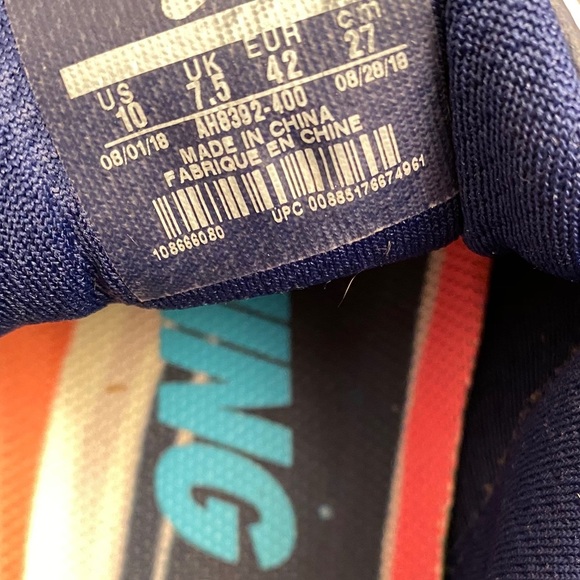 US UK EUR cm
10 7.5 42 27
08/01/18 AH8392-400 08/28/18
MADE IN CHINA
FABRIQUE EN CHINE
108666080 UPC 00885176674961
ING